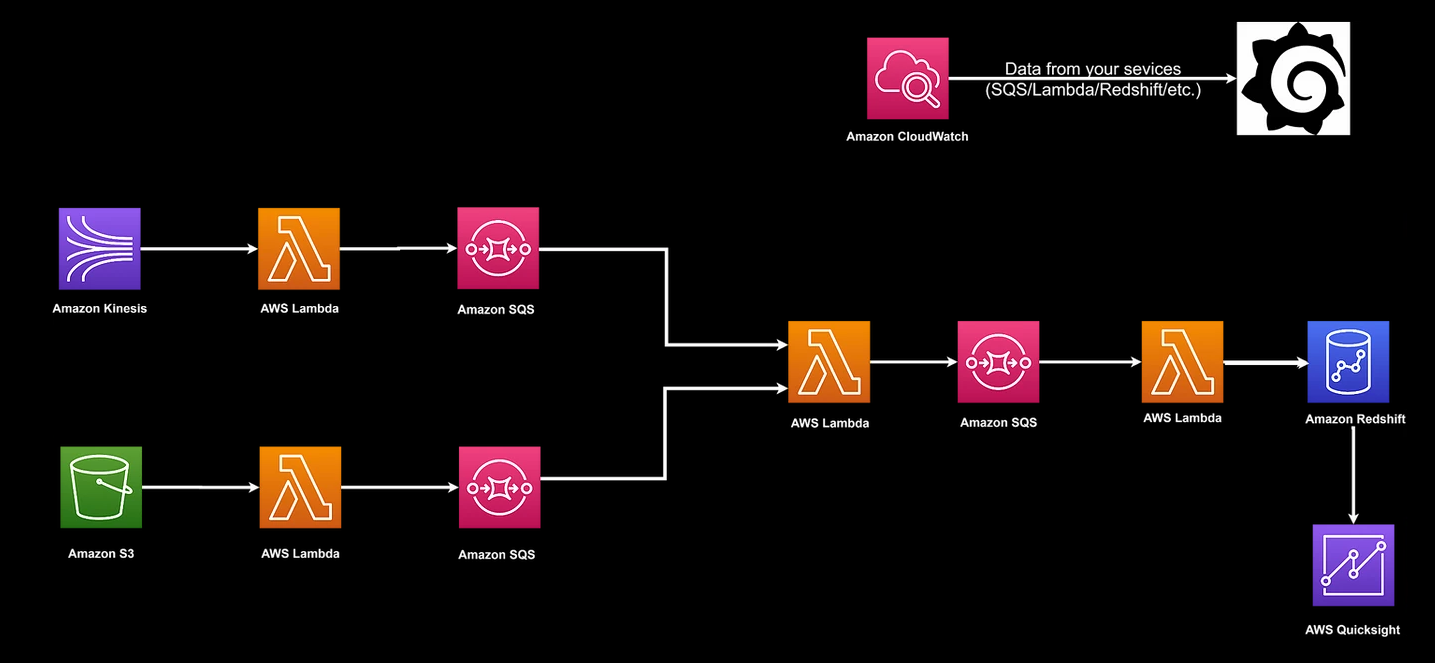 Data from your sevices
(SQS/Lambda/Redshift/etc.)
Amazon CloudWatch
Amazon Kinesis
AWS Lambda
Amazon SQS
AWS Lambda
Amazon SQS
AWS Lambda
Amazon Redshift
Amazon S3
AWS Lambda
Amazon SQS
AWS Quicksight